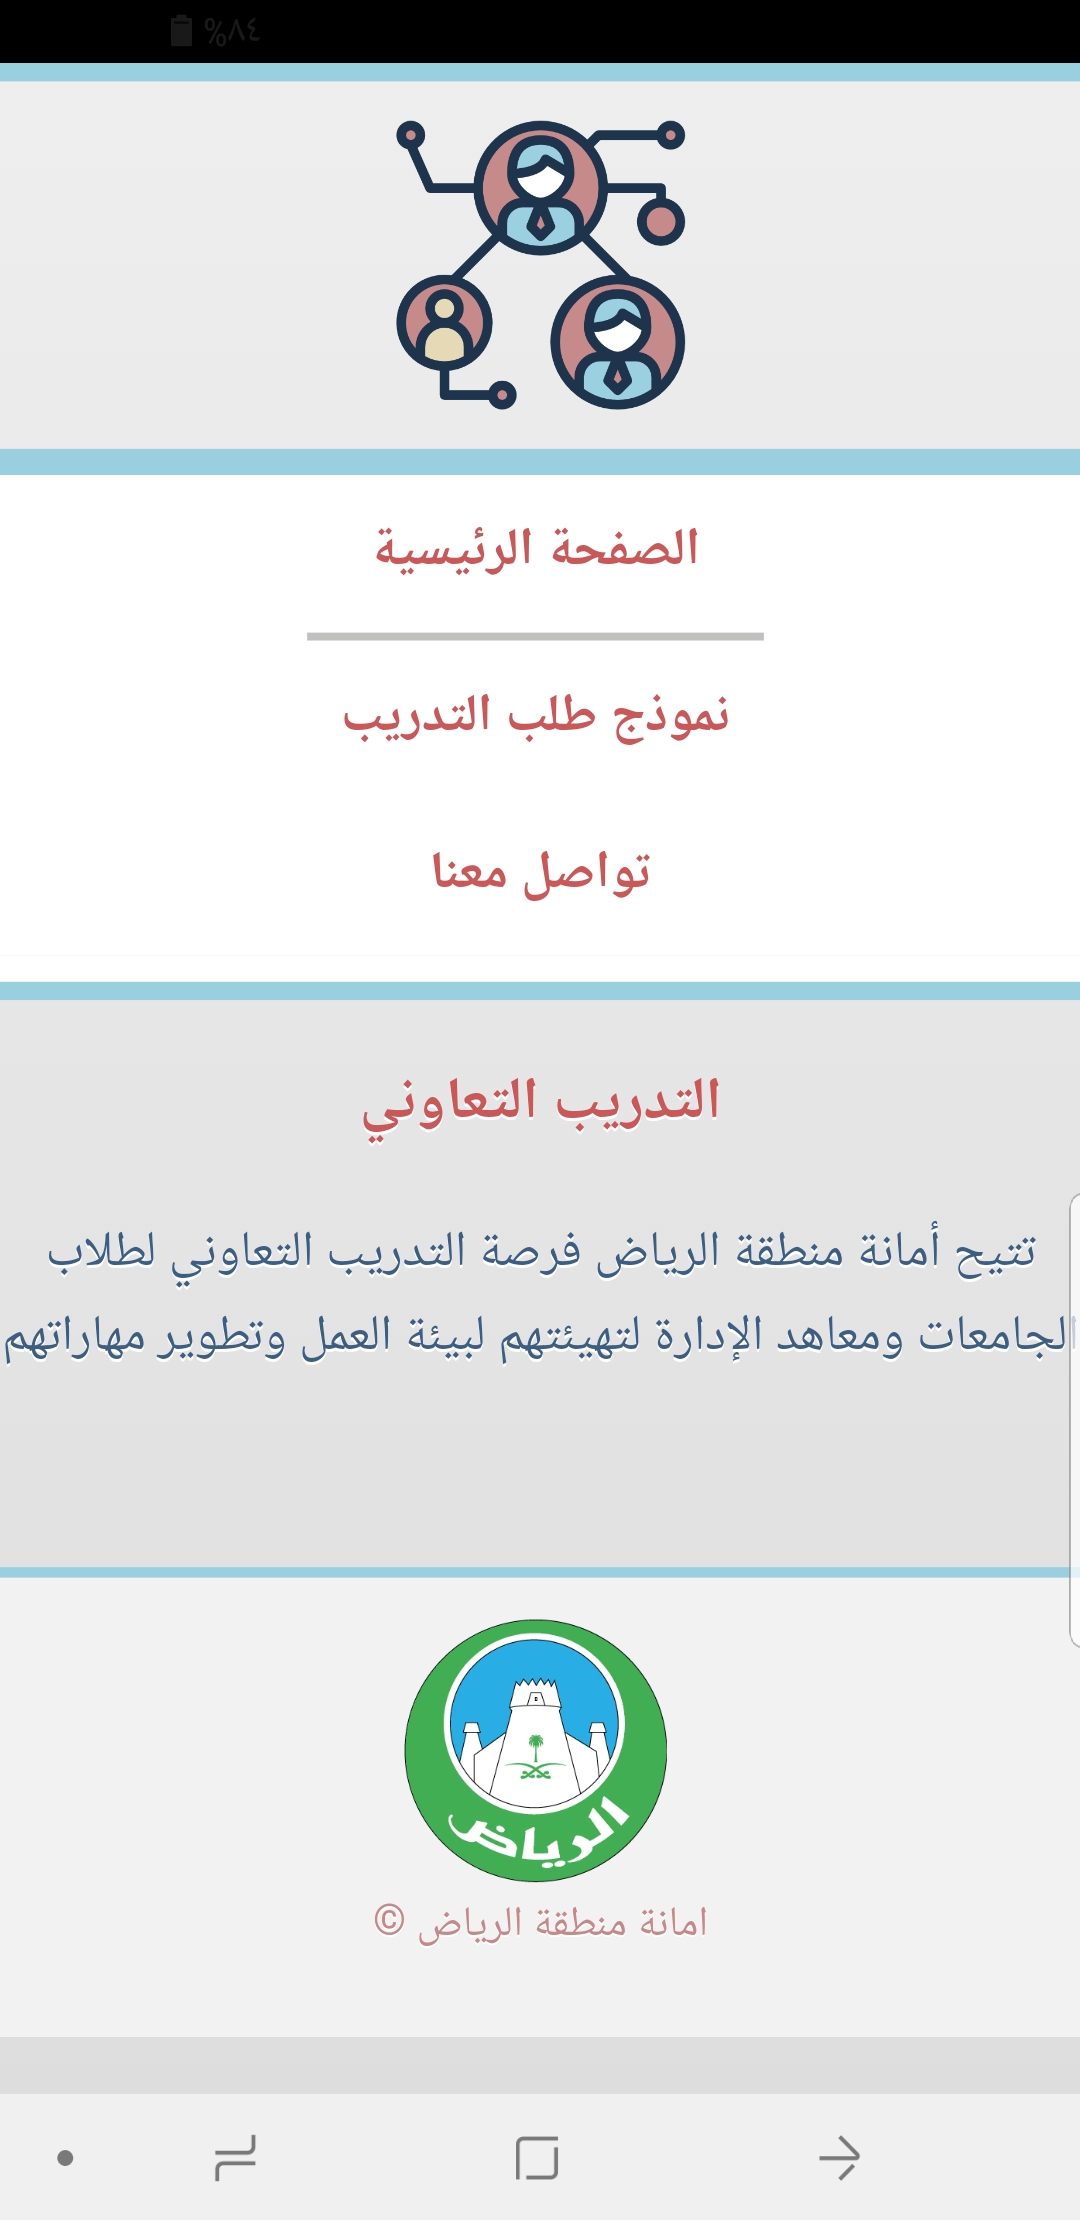 %٨٤
الصفحة الرئيسية
نموذج طلب التدريب
تواصل معنا
التدريب التعاوني
تتيح أمانة منطقة الرياض فرصة التدريب التعاوني لطلاب
الجامعات ومعاهد الإدارة لتهيئتهم لبيئة العمل وتطوير مهاراتهم
الرياض
امانة منطقة الرياض ©